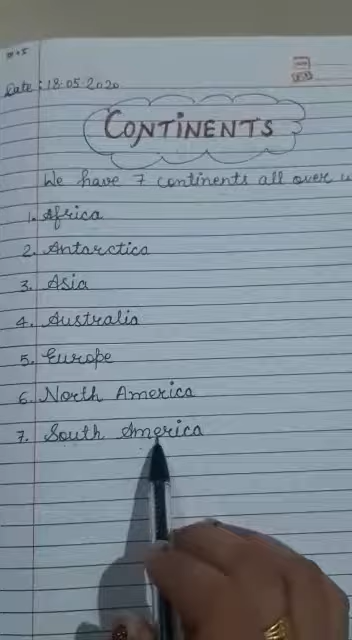 Date : 18.05.2020
CONTINENTS
We have 7 continents all over
1. Africa
2. Antarctica
3. Asia
4. Australia
5. Europe
6. North America
7. South America